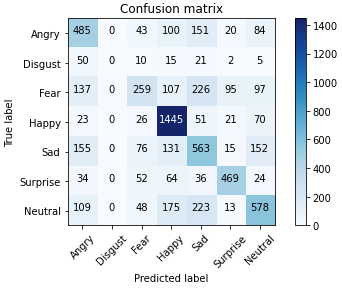 Confusion matrix
Angry 485 0 43 100 151 20 84
Disgust 50 0 10 15 21 2 5
Fear 137 0 259 107 226 95 97
Happy 23 0 26 1445 51 21 70
Sad 155 0 76 131 563 15 152
Surprise 34 0 52 64 36 469 24
Neutral 109 0 48 175 223 13 578
True label
Angry Disgust Fear Happy Sad Surprise Neutral
Predicted label
1400
1200
1000
800
600
400
200
0